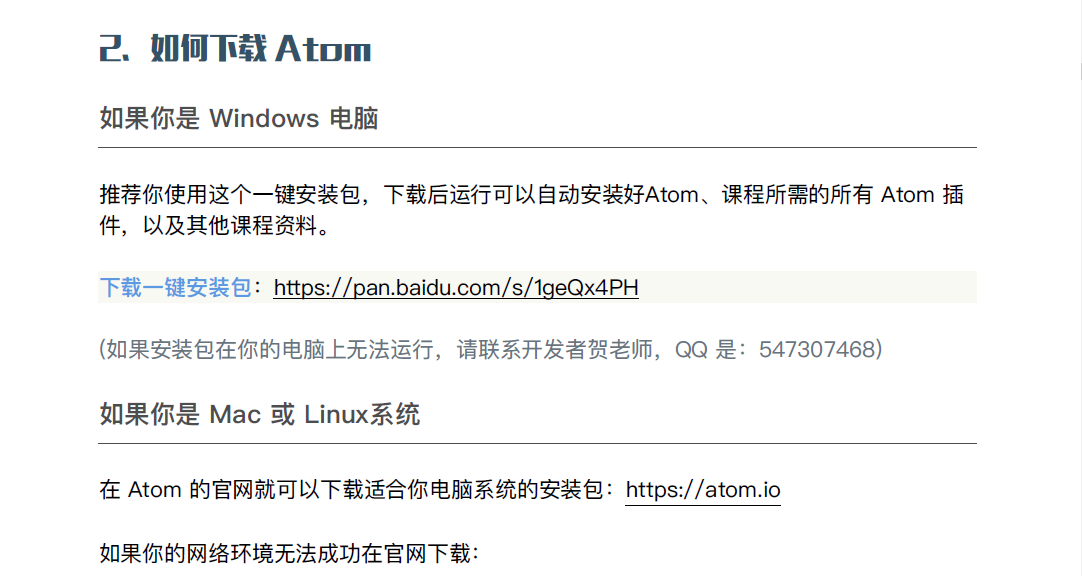 2、如何下载 Atom
如果你是 Windows 电脑
推荐你使用这个一键安装包，下载后运行可以自动安装好Atom、课程所需的所有 Atom 插
件，以及其他课程资料。
下载一键安装包：https://pan.baidu.com/s/1geQx4PH
(如果安装包在你的电脑上无法运行，请联系开发者贺老师，QQ 是：547307468)
如果你是 Mac 或 Linux系统
在 Atom 的官网就可以下载适合你电脑系统的安装包：https://atom.io
如果你的网络环境无法成功在官网下载：